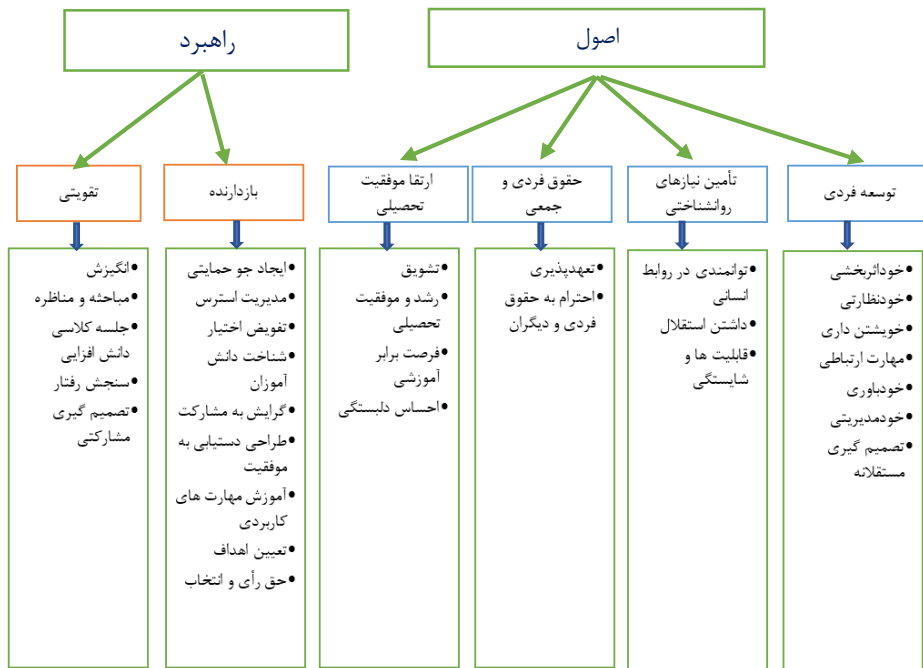 اصول
راهبرد
توسعه فردی
تأمین نیازهای
روانشناختی
حقوق فردی و
جمعی
ارتقا موفقیت
تحصیلی
بازدارنده
تقویتی
•خوداثربخشی
•خودنظارتی
•خویشتن داری
•مهارت ارتباطی
•خودباوری
•خودمدیریتی
•تصمیم گیری
مستقلانه
•توانمندی در روابط
انسانی
•داشتن استقلال
•قابلیت ها و
شایستگی
•تعهدپذیری
•احترام به حقوق
فردی و دیگران
•تشویق
•رشد و موفقیت
تحصیلی
•فرصت برابر
آموزشی
•احساس دلبستگی
•ایجاد جو حمایتی
•مدیریت استرس
•تفویض اختیار
•شناخت دانش
آموزان
•گرایش به مشارکت
•طراحی دستیابی به
موفقیت
•آموزش مهارت های
کاربردی
•تعیین اهداف
•حق رأی و انتخاب
•انگیزش
•مباحثه و مناظره
•جلسه کلاسی
دانش افزایی
•سنجش رفتار
•تصمیم گیری
مشارکتی